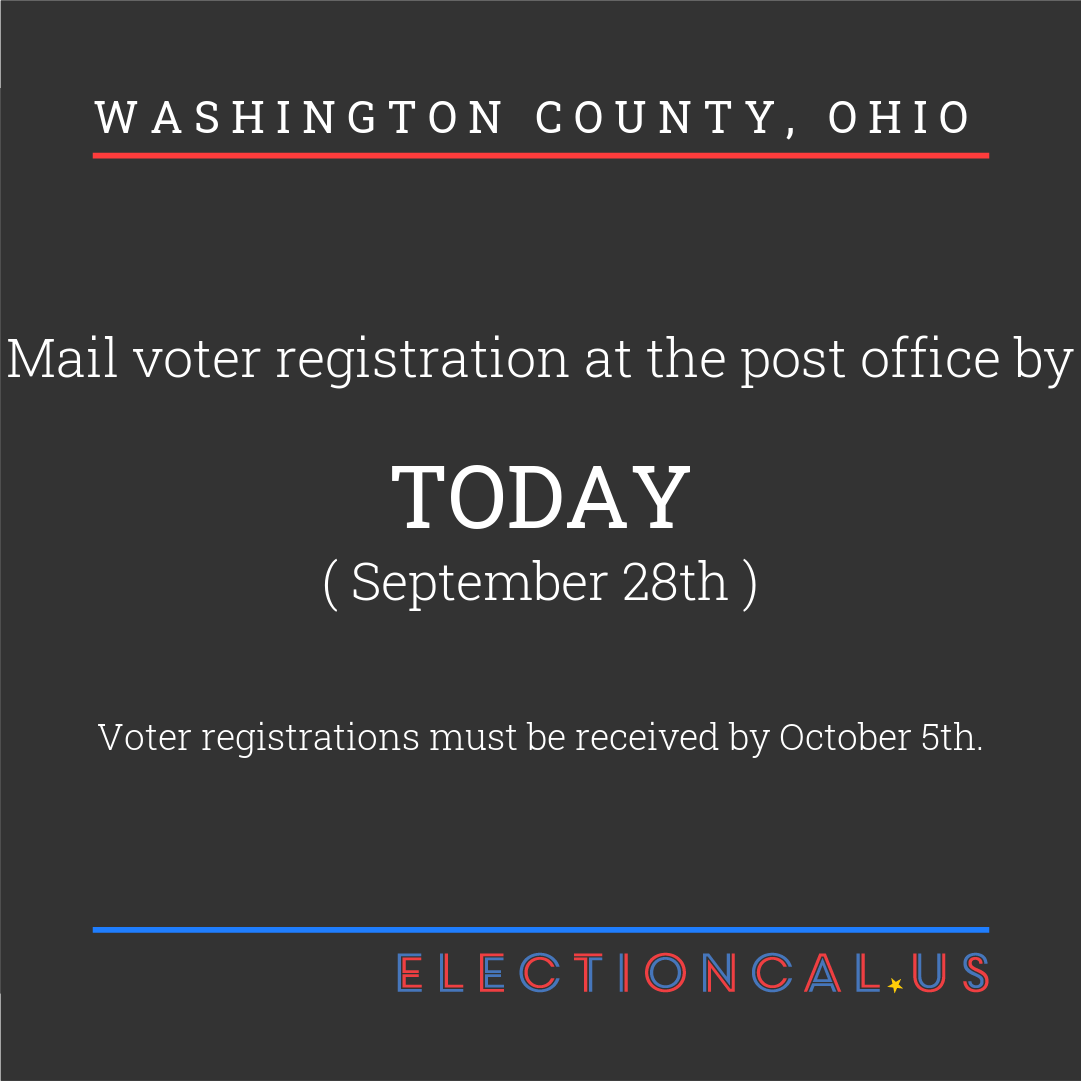 WASHINGTON COUNTY, OHIO
Mail voter registration at the post office by
TODAY
( September 28th )
Voter registrations must be received by October 5th.
ELECTIONCAL.US